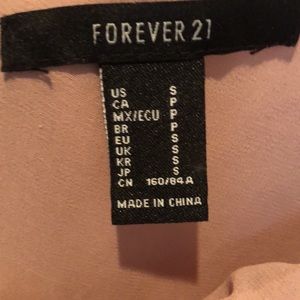 FOREVER 21
US S
CA P
MX/ECU P
BR P
EU S
UK S
KR S
JP S
CN 160/84A
MADE IN CHINA